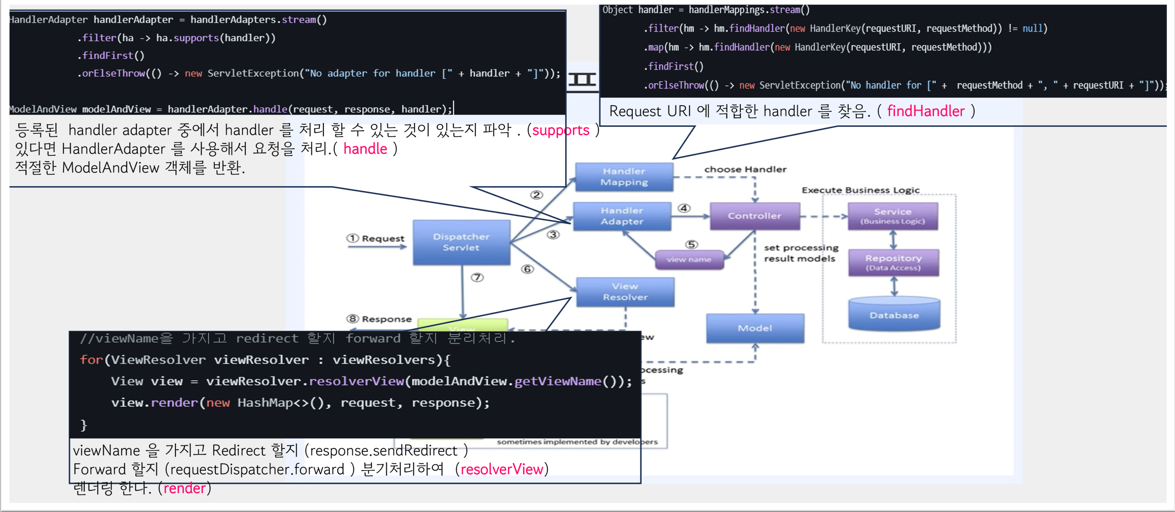 HandlerAdapter handlerAdapter = handlerAdapters.stream()
.filter(ha -> ha.supports(handler))
.findFirst()
.orElseThrow(() -> new ServletException("No adapter for handler [" + handler + "]"));
ModelAndView modelAndView = handlerAdapter.handle(request, response, handler);
등록된 handler adapter 중에서 handler 를 처리 할 수 있는 것이 있는지 파악 . (supports )
있다면 HandlerAdapter 를 사용해서 요청을 처리.( handle )
적절한 ModelAndView 객체를 반환.
Object handler = handlerMappings.stream()
.filter(hm -> hm.findHandler(new HandlerKey(requestURI, requestMethod)) != null)
.map(hm -> hm.findHandler(new HandlerKey(requestURI, requestMethod)))
.findFirst()
.orElseThrow(() -> new ServletException("No handler for [" + requestMethod + ", " + requestURI + "]"));
Request URI 에 적합한 handler 를 찾음. ( findHandler )
Handler
Mapping
choose Handler
②
Execute Business Logic
Handler
Adapter
④
Controller
Service
(Business Logic)
① Request
Dispatcher
Servlet
③
⑤
view name
set processing
result models
Repository
(Data Access)
⑥
⑦
View
Resolver
Database
⑧ Response
Model
//viewName을 가지고 redirect 할지 forward 할지 분리처리.
for(ViewResolver viewResolver : viewResolvers){
View view = viewResolver.resolverView(modelAndView.getViewName());
view.render(new HashMap<>(), request, response);
}
sometimes implemented by developers
viewName 을 가지고 Redirect 할지 (response.sendRedirect )
Forward 할지 (requestDispatcher.forward ) 분기처리하여 (resolverView)
렌더링 한다. (render)